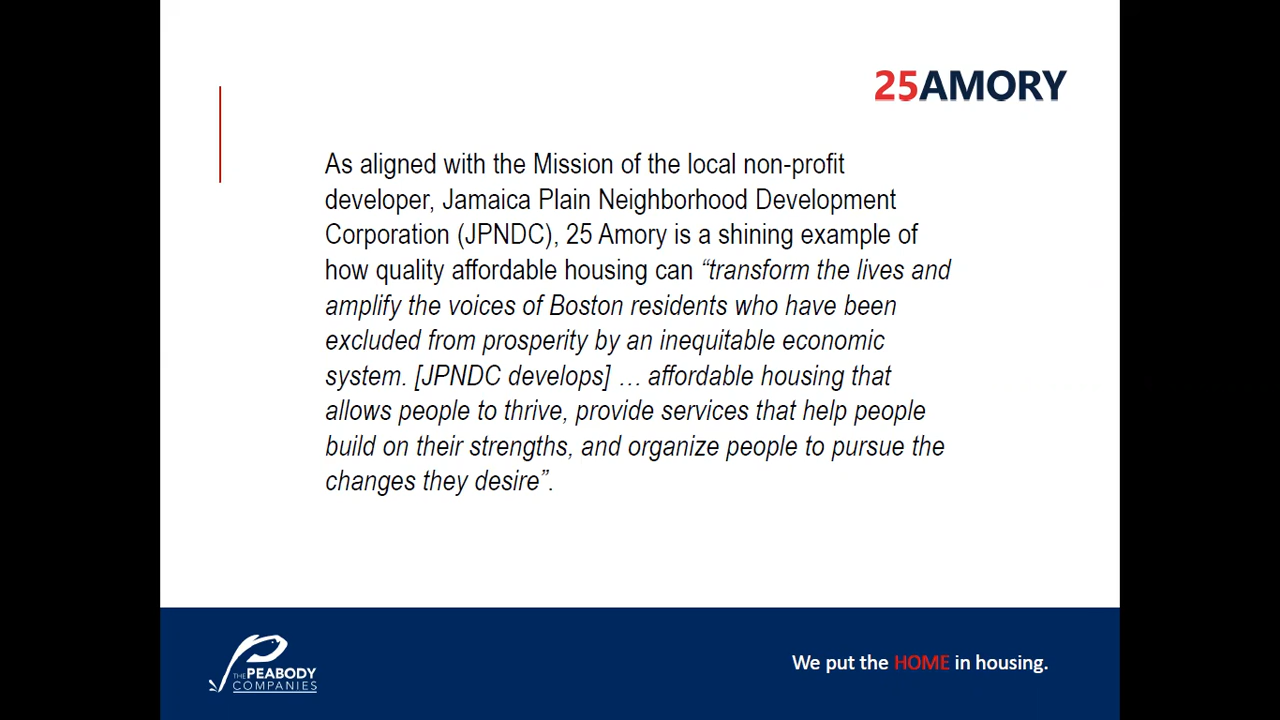 25AMORY
As aligned with the Mission of the local non-profit
developer, Jamaica Plain Neighborhood Development
Corporation (JPNDC), 25 Amory is a shining example of
how quality affordable housing can “transform the lives and
amplify the voices of Boston residents who have been
excluded from prosperity by an inequitable economic
system. [JPNDC develops] … affordable housing that
allows people to thrive, provide services that help people
build on their strengths, and organize people to pursue the
changes they desire”.
THE PEABODY
COMPANIES
We put the HOME in housing.